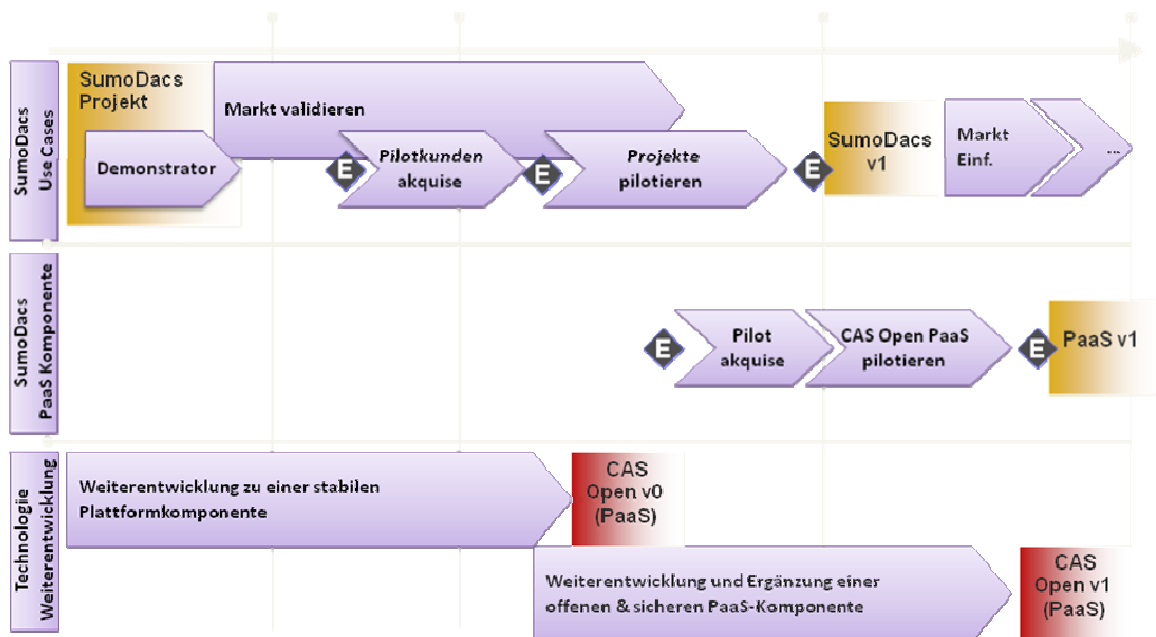 SumoDacs
Use Cases
SumoDacs
Projekt
Demonstrator
Markt validieren
E
Pilotkunden
akquise
E
Projekte
pilotieren
E
SumoDacs
v1
Markt
Einf.
...
SumoDacs
PaaS Komponente
E
Pilot
akquise
CAS Open PaaS
pilotieren
E
PaaS v1
Technologie
Weiterentwicklung
Weiterentwicklung zu einer stabilen
Plattformkomponente
CAS
Open v0
(PaaS)
Weiterentwicklung und Ergänzung einer
offenen & sicheren PaaS-Komponente
CAS
Open v1
(PaaS)